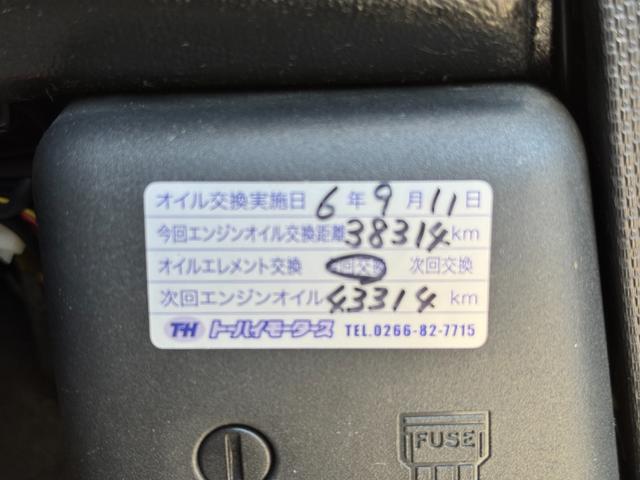 オイル交換実施日 6年 9月11日
今回エンジンオイル交換距離 38314km
オイルエレメント交換 今回交換 次回交換
次回エンジンオイル 43314 km
TH トーハイモータース TEL.0266-82-7715
FUSE